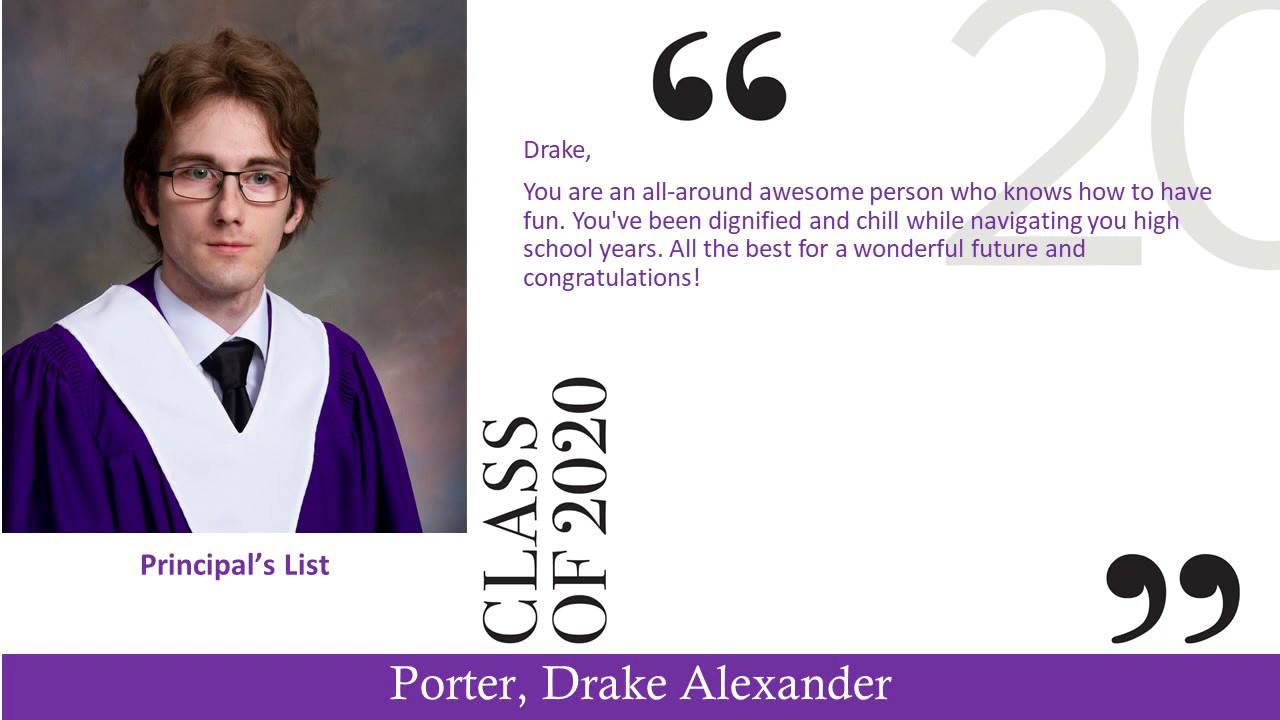 20
“
Drake,
You are an all-around awesome person who knows how to have
fun. You've been dignified and chill while navigating you high
school years. All the best for a wonderful future and
congratulations!
CLASS
OF 2020
Principal’s List
”
Porter, Drake Alexander